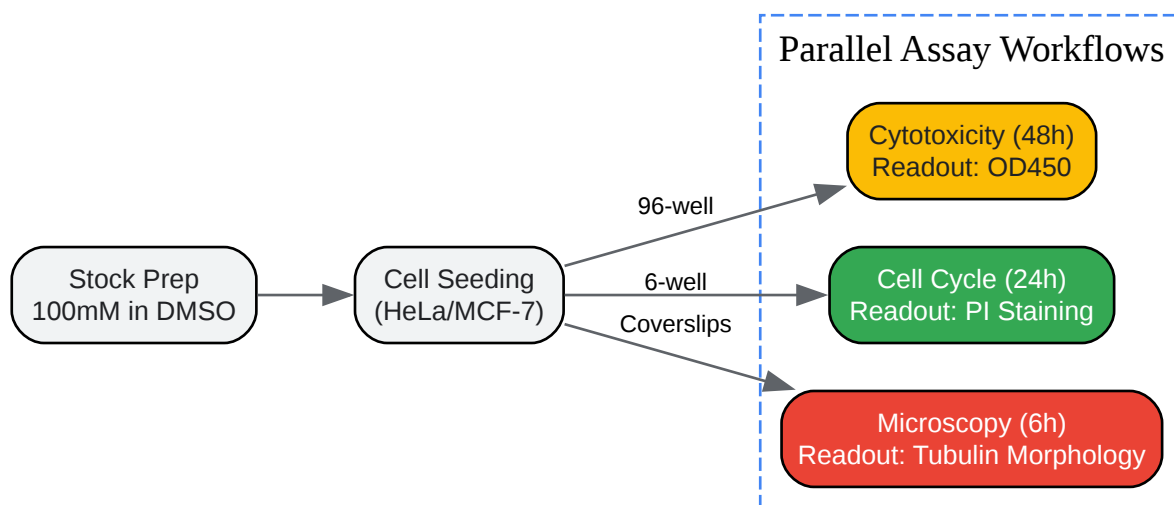 Parallel Assay Workflows
Stock Prep
100mM in DMSO
Cell Seeding
(HeLa/MCF-7)
96-well
6-well
Coverslips
Cytotoxicity (48h)
Readout: OD450
Cell Cycle (24h)
Readout: PI Staining
Microscopy (6h)
Readout: Tubulin Morphology